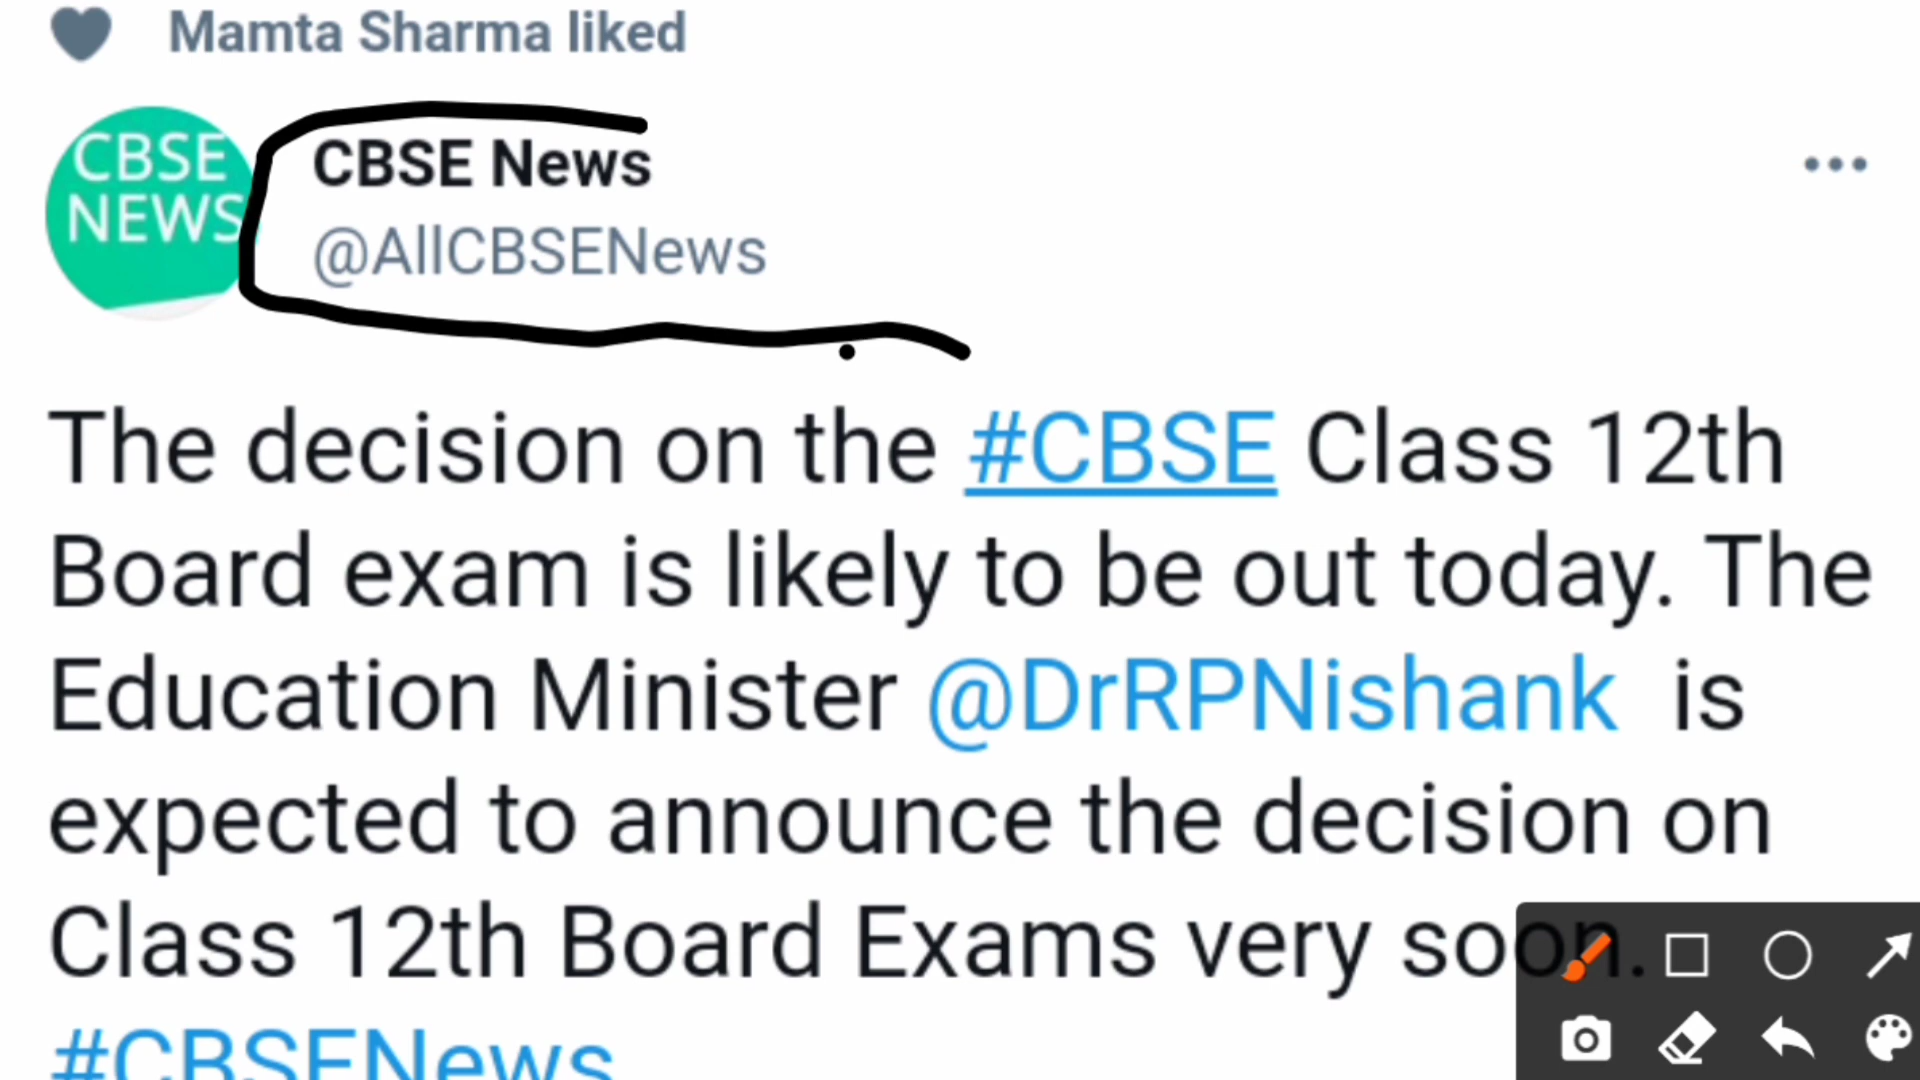 Mamta Sharma liked
CBSE
NEWS
CBSE News
@AllCBSENews
The decision on the #CBSE Class 12th
Board exam is likely to be out today. The
Education Minister @DrRPNishank is
expected to announce the decision on
Class 12th Board Exams very soon.
#CBSENews